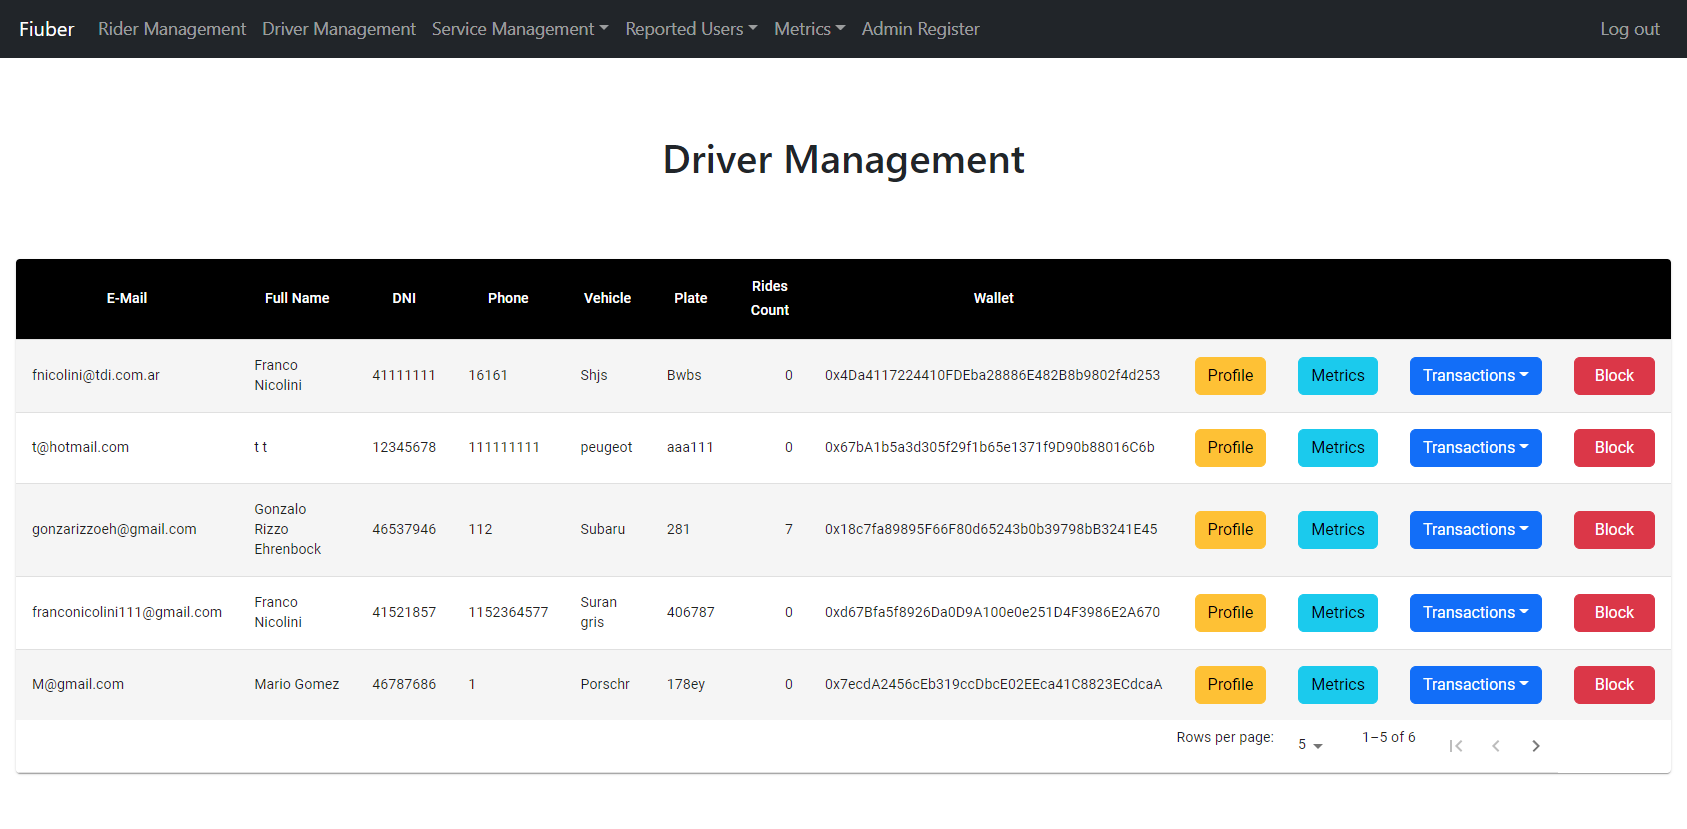 Fiuber Rider Management Driver Management Service Management Reported Users Metrics Admin Register Log out
Driver Management
E-Mail Full Name DNI Phone Vehicle Plate Rides Count Wallet
fnicolini@tdi.com.ar Franco Nicolini 41111111 16161 Shjs Bwbs 0 0x4Da4117224410FDEba28886E482B8b9802f4d253 Profile Metrics Transactions Block
t@hotmail.com t t 12345678 111111111 peugeot aaa111 0 0x67bA1b5a3d305f29f1b65e1371f9D90b88016C6b Profile Metrics Transactions Block
gonzarizzoeh@gmail.com Gonzalo Rizzo Ehrenbock 46537946 112 Subaru 281 7 0x18c7fa89895F66F80d65243b0b39798bB3241E45 Profile Metrics Transactions Block
franconicolini111@gmail.com Franco Nicolini 41521857 1152364577 Suran gris 406787 0 0xd67Bfa5f8926Da0D9A100e0e251D4F3986E2A670 Profile Metrics Transactions Block
M@gmail.com Mario Gomez 46787686 1 Porschr 178ey 0 0x7ecdA2456cEb319ccDbcE02EEca41C8823ECdcaA Profile Metrics Transactions Block
Rows per page: 5 1–5 of 6